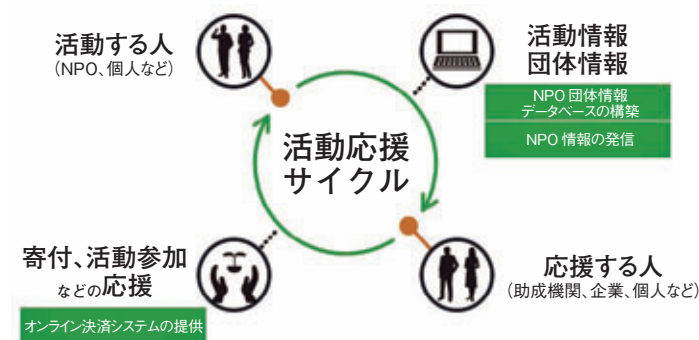 活動する人
（NPO、個人など）
活動情報
団体情報
NPO 団体情報
データベースの構築
NPO 情報の発信
活動応援
サイクル
寄付、活動参加
などの応援
オンライン決済システムの提供
応援する人
（助成機関、企業、個人など）